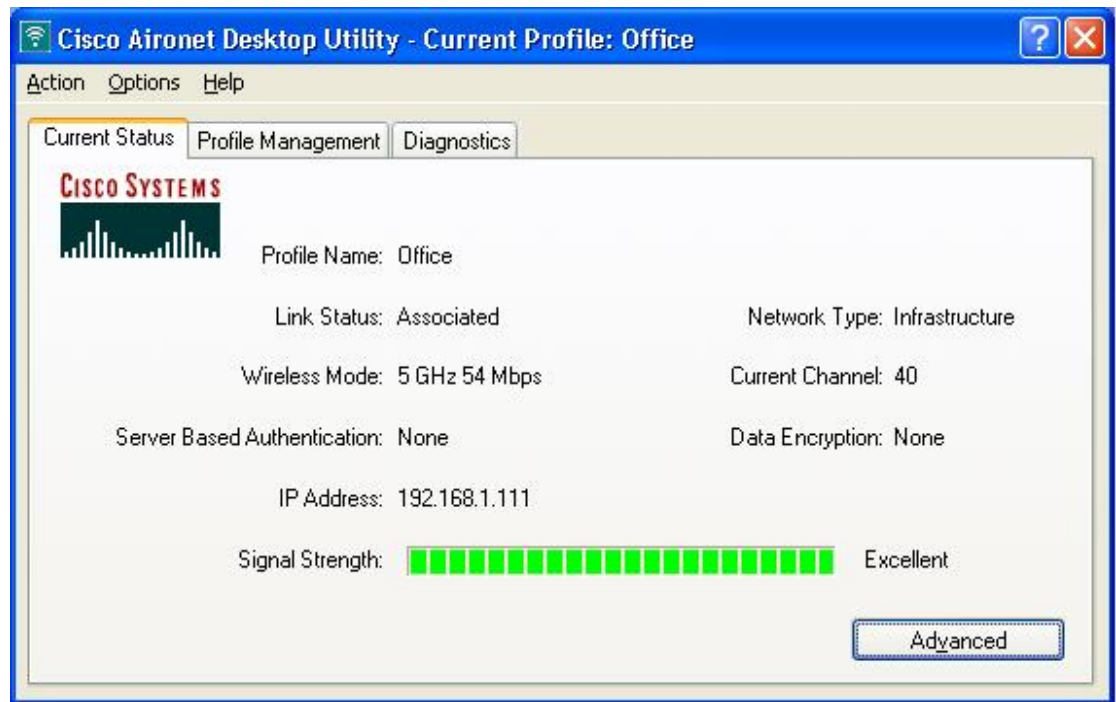 Cisco Aironet Desktop Utility - Current Profile: Office
Action Options Help
Current Status Profile Management Diagnostics
CISCO SYSTEMS
Profile Name: Office
Link Status: Associated Network Type: Infrastructure
Wireless Mode: 5 GHz 54 Mbps Current Channel: 40
Server Based Authentication: None Data Encryption: None
IP Address: 192.168.1.111
Signal Strength: Excellent
Advanced